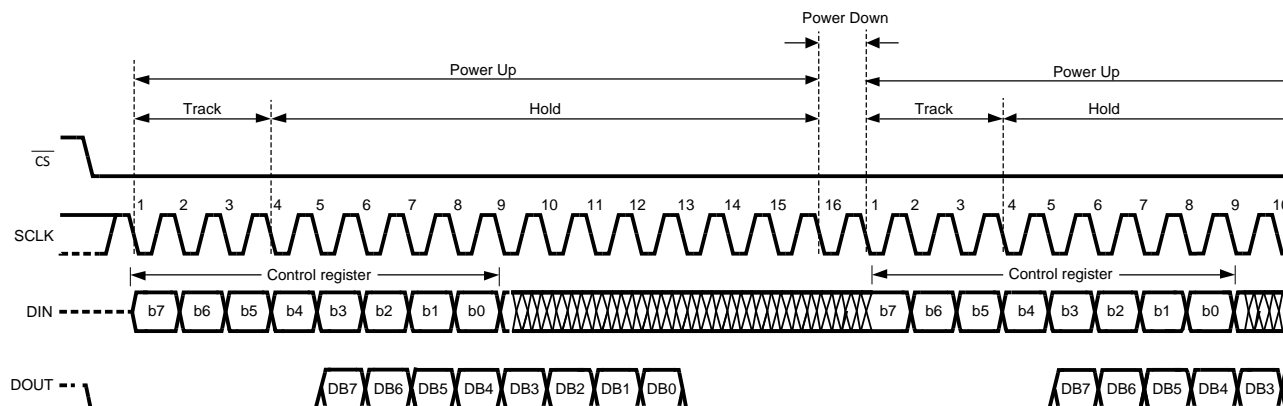 Power Down
Power Up
Power Up
Track Hold Track Hold
CS
1 2 3 4 5 6 7 8 9 10 11 12 13 14 15 16 1 2 3 4 5 6 7 8 9 10
SCLK
Control register Control register
DIN b7 b6 b5 b4 b3 b2 b1 b0 b7 b6 b5 b4 b3 b2 b1 b0
DOUT DB7 DB6 DB5 DB4 DB3 DB2 DB1 DB0 DB7 DB6 DB5 DB4 DB3